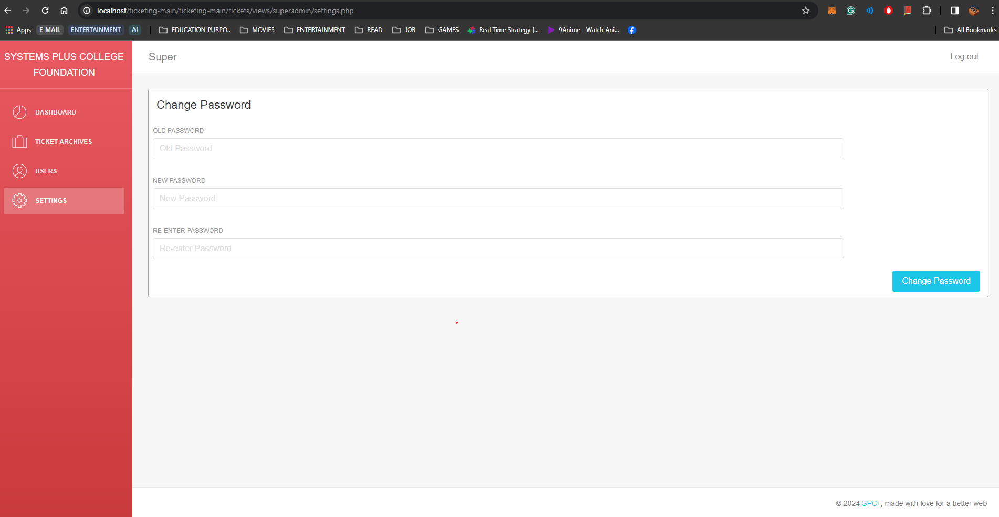 localhost/ticketing-main/ticketing-main/tickets/views/superadmin/settings.php
Apps E-MAIL ENTERTAINMENT AI EDUCATION PURPO.. MOVIES ENTERTAINMENT READ JOB GAMES Real Time Strategy [... 9Anime - Watch Ani... All Bookmarks
SYSTEMS PLUS COLLEGE
FOUNDATION
Super
Log out
DASHBOARD
TICKET ARCHIVES
USERS
SETTINGS
Change Password
OLD PASSWORD
Old Password
NEW PASSWORD
New Password
RE-ENTER PASSWORD
Re-enter Password
Change Password
© 2024 SPCF, made with love for a better web